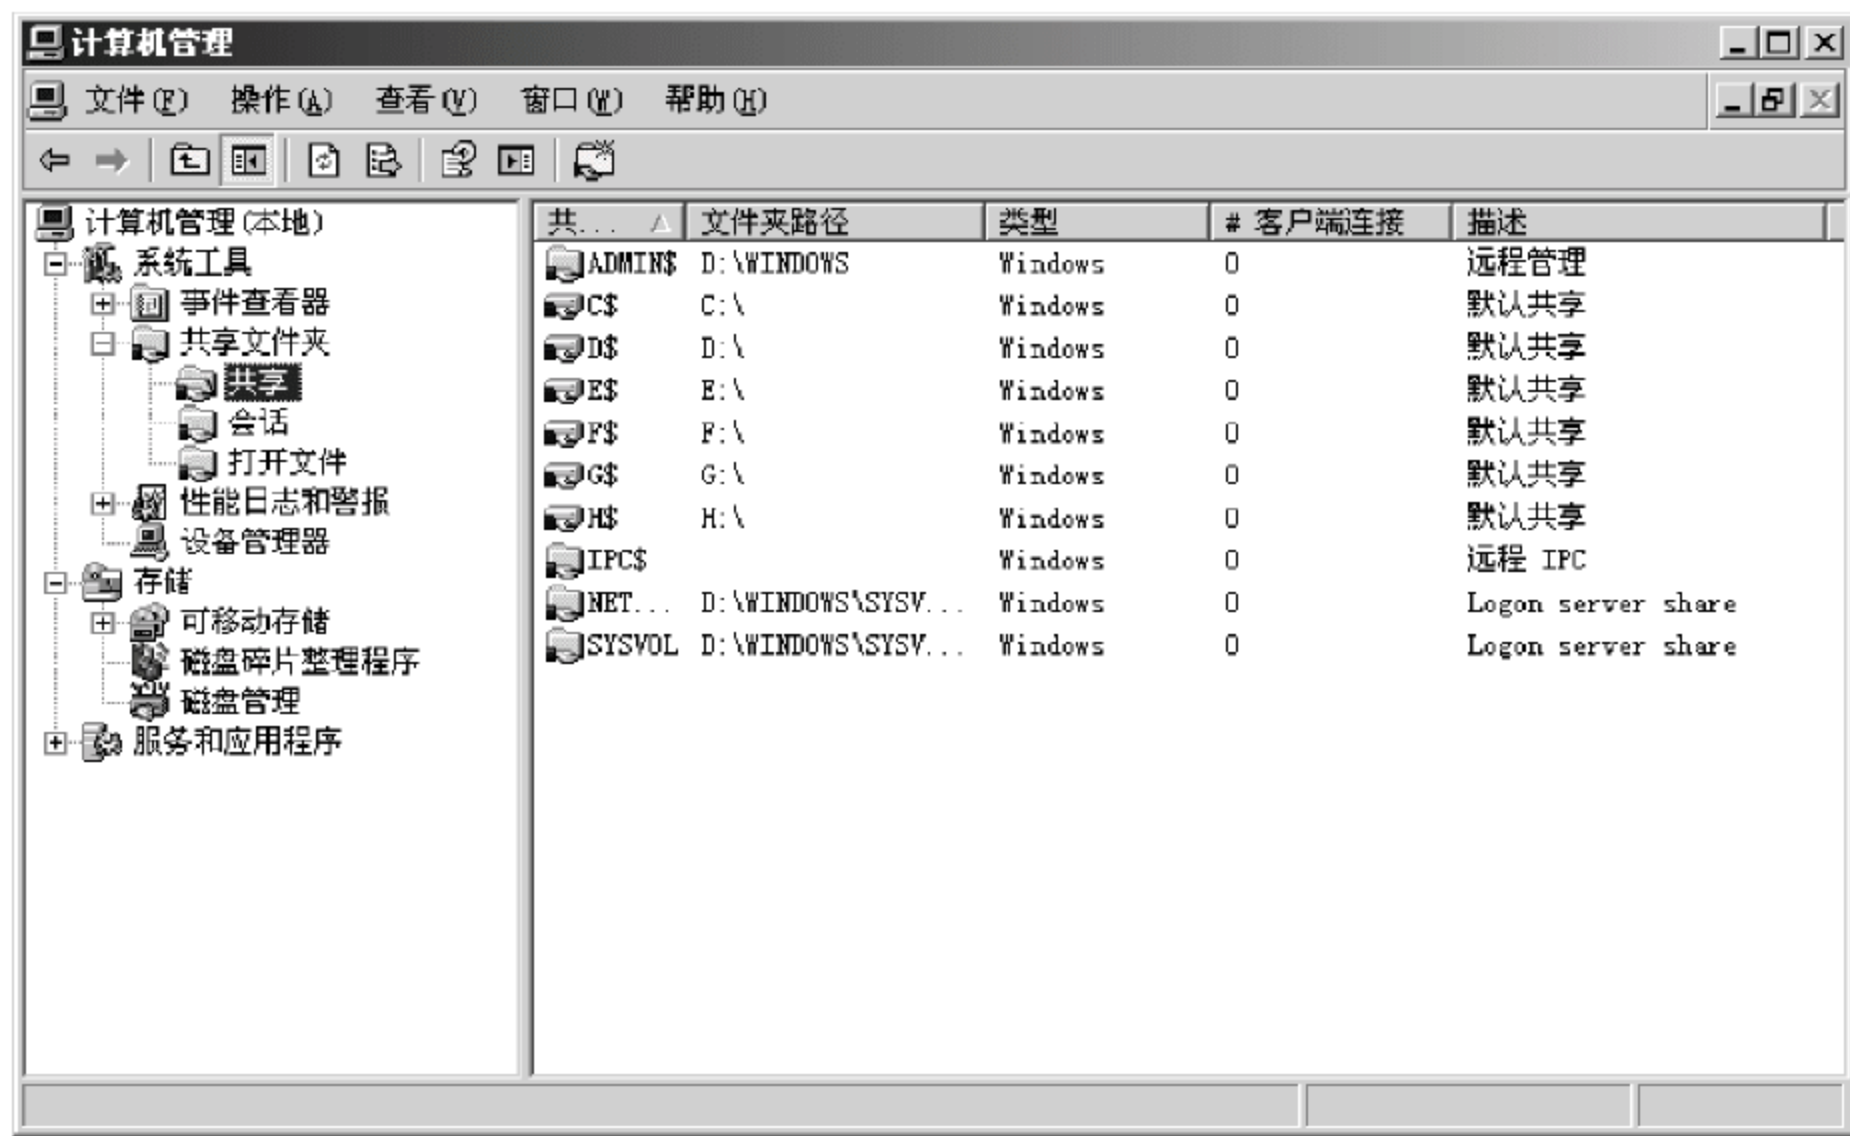 计算机管理
文件(F) 操作(A) 查看(V) 窗口(W) 帮助(H)
计算机管理(本地)
系统工具
事件查看器
共享文件夹
共享
会话
打开文件
性能日志和警报
设备管理器
存储
可移动存储
磁盘碎片整理程序
磁盘管理
服务和应用程序
共... 文件夹路径 类型 # 客户端连接 描述
ADMIN$ D:\WINDOWS Windows 0 远程管理
C$ C:\ Windows 0 默认共享
D$ D:\ Windows 0 默认共享
E$ E:\ Windows 0 默认共享
F$ F:\ Windows 0 默认共享
G$ G:\ Windows 0 默认共享
H$ H:\ Windows 0 默认共享
IPC$ Windows 0 远程 IPC
NET... D:\WINDOWS\SYSV... Windows 0 Logon server share
SYSVOL D:\WINDOWS\SYSV... Windows 0 Logon server share